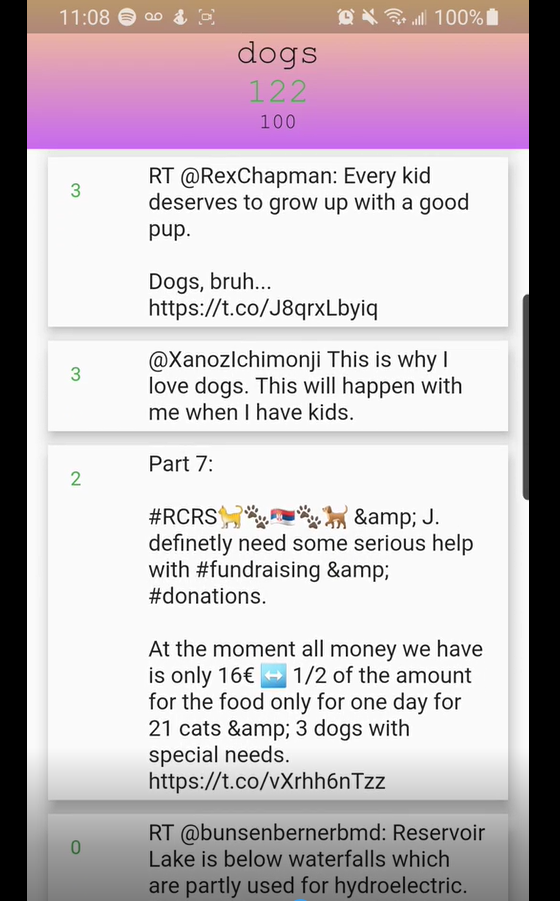 11:08 100%
dogs
122
100
3
RT @RexChapman: Every kid
deserves to grow up with a good
pup.
Dogs, bruh...
https://t.co/J8qrxLbyiq
3
@XanozIchimonji This is why I
love dogs. This will happen with
me when I have kids.
2
Part 7:
#RCRS🐈🐾🇷🇸🐾🐕 &amp; J.
definetly need some serious help
with #fundraising &amp;
#donations.
At the moment all money we have
is only 16€ ↔️ 1/2 of the amount
for the food only for one day for
21 cats &amp; 3 dogs with
special needs.
https://t.co/vXrhh6nTzz
0
RT @bunsenbernerbmd: Reservoir
Lake is below waterfalls which
are partly used for hydroelectric.